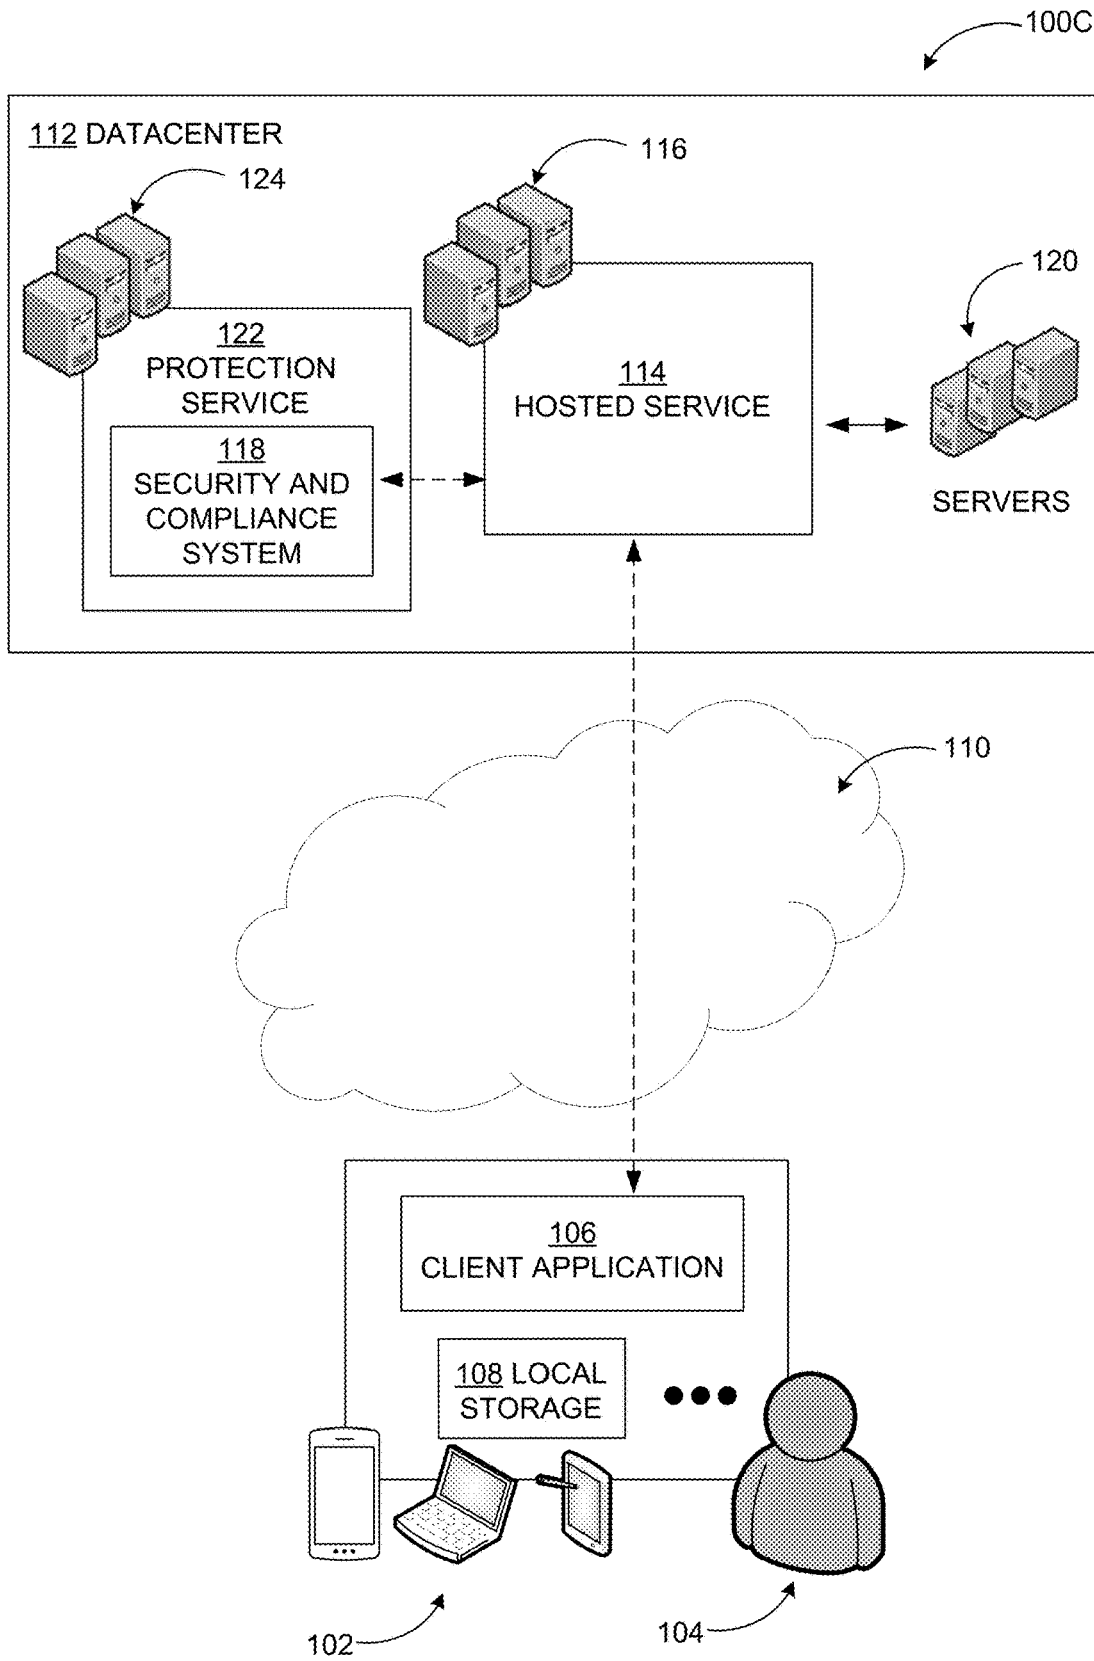 100C
112 DATACENTER
124
116
120
122
PROTECTION
SERVICE
118
SECURITY AND
COMPLIANCE
SYSTEM
114
HOSTED SERVICE
SERVERS
110
106
CLIENT APPLICATION
108 LOCAL
STORAGE
102
104